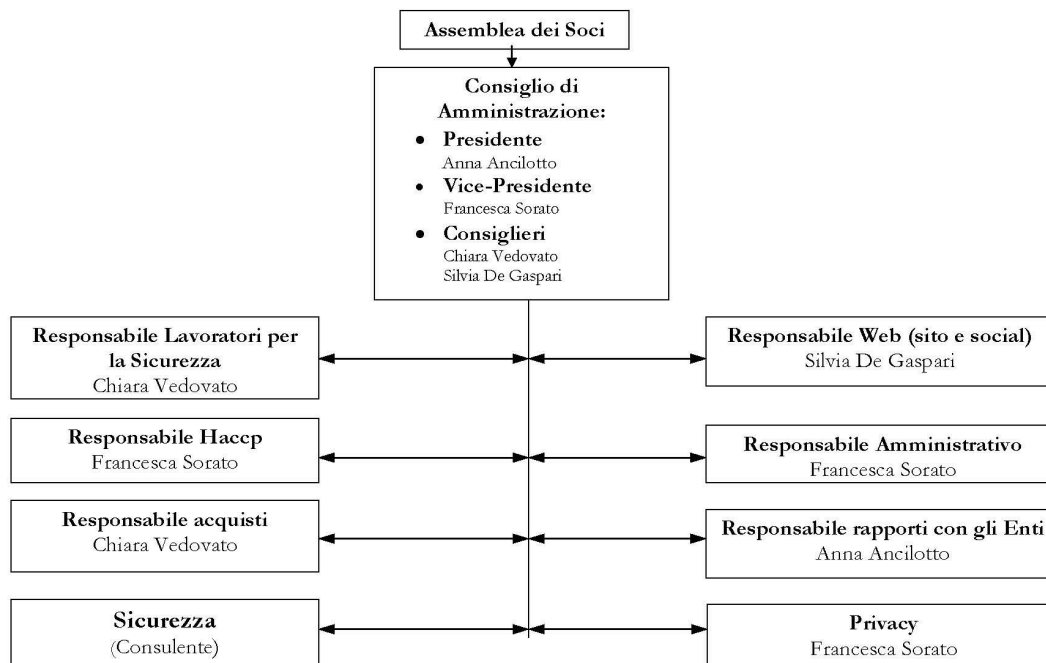 Assemblea dei Soci
Consiglio di
Amministrazione:
• Presidente
Anna Ancilotto
• Vice-Presidente
Francesca Sorato
• Consiglieri
Chiara Vedovato
Silvia De Gaspari
Responsabile Lavoratori per
la Sicurezza
Chiara Vedovato
Responsabile Web (sito e social)
Silvia De Gaspari
Responsabile Haccp
Francesca Sorato
Responsabile Amministrativo
Francesca Sorato
Responsabile acquisti
Chiara Vedovato
Responsabile rapporti con gli Enti
Anna Ancilotto
Sicurezza
(Consulente)
Privacy
Francesca Sorato